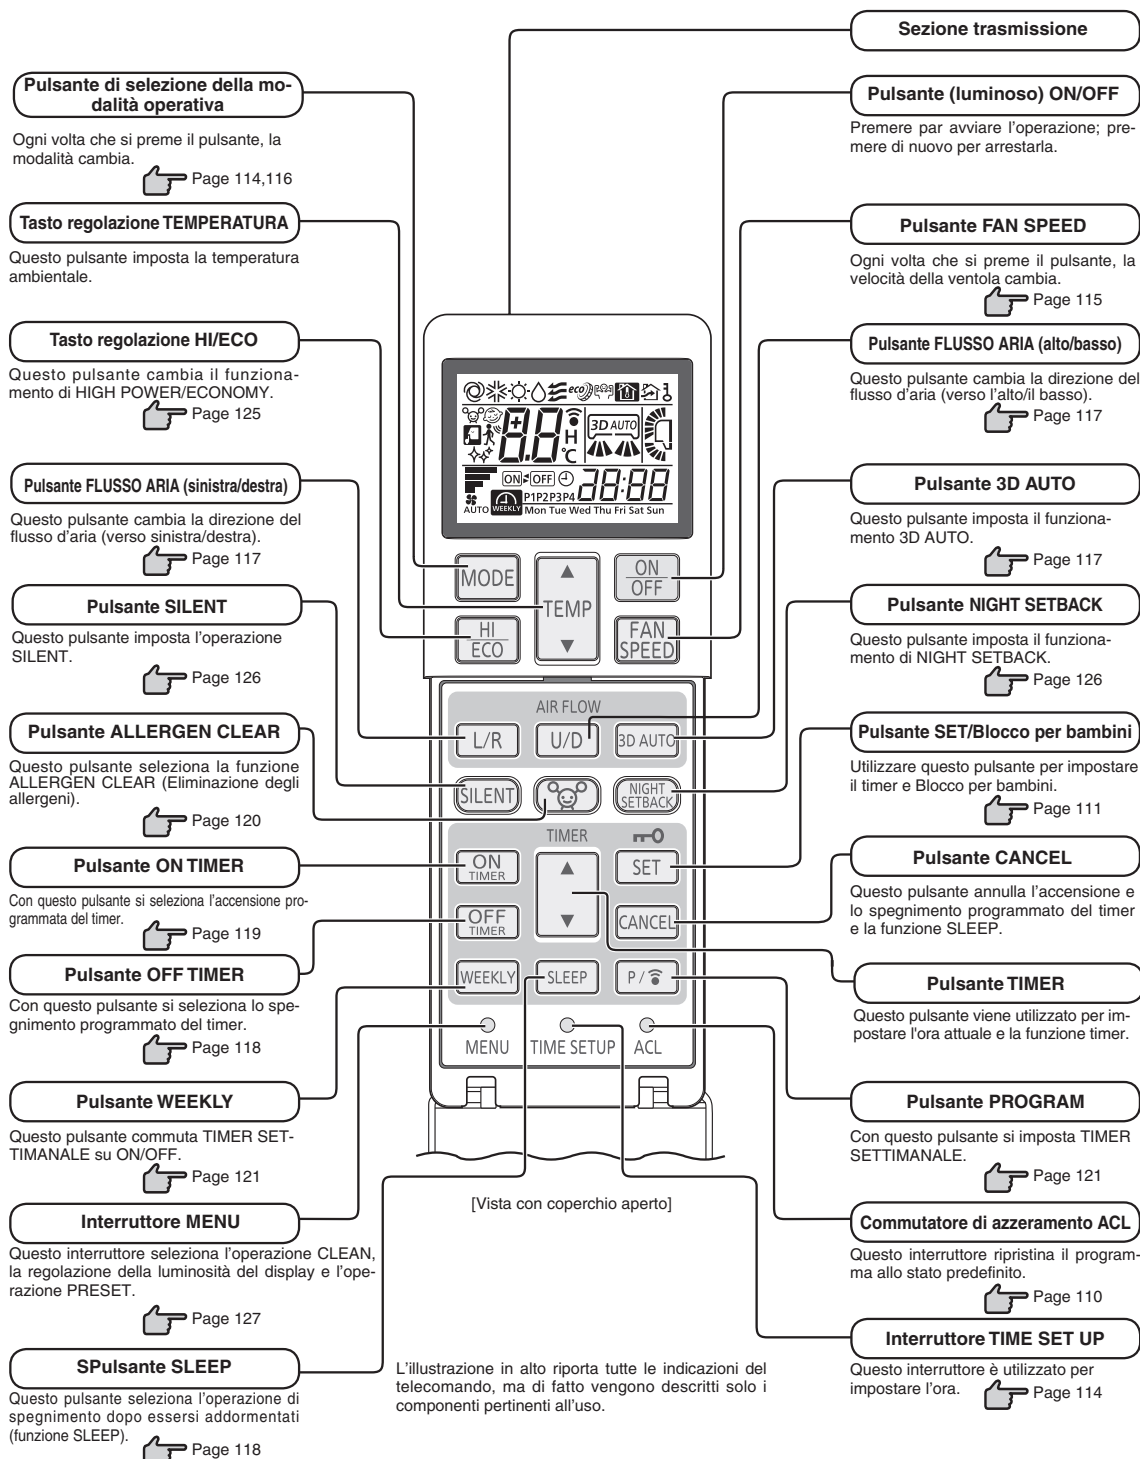 Sezione trasmissione
Pulsante di selezione della mo-
dalità operativa
Ogni volta che si preme il pulsante, la
modalità cambia.
Page 114,116
Tasto regolazione TEMPERATURA
Questo pulsante imposta la temperatura
ambientale.
Tasto regolazione HI/ECO
Questo pulsante cambia il funziona-
mento di HIGH POWER/ECONOMY.
Page 125
Pulsante FLUSSO ARIA (sinistra/destra)
Questo pulsante cambia la direzione del
flusso d'aria (verso sinistra/destra).
Page 117
Pulsante SILENT
Questo pulsante imposta l'operazione
SILENT.
Page 126
Pulsante ALLERGEN CLEAR
Questo pulsante seleziona la funzione
ALLERGEN CLEAR (Eliminazione degli
allergeni).
Page 120
Pulsante ON TIMER
Con questo pulsante si seleziona l'accensione pro-
grammata del timer.
Page 119
Pulsante OFF TIMER
Con questo pulsante si seleziona lo spe-
gnimento programmato del timer.
Page 118
Pulsante WEEKLY
Questo pulsante commuta TIMER SET-
TIMANALE su ON/OFF.
Page 121
Interruttore MENU
Questo interruttore seleziona l'operazione CLEAN,
la regolazione della luminosità del display e l'ope-
razione PRESET.
Page 127
SPulsante SLEEP
Questo pulsante seleziona l'operazione di
spegnimento dopo essersi addormentati
(funzione SLEEP).
Page 118
eco
3D AUTO
8.8
H
°C
ON OFF
28:88
P1P2P3P4
AUTO WEEKLY Mon Tue Wed Thu Fri Sat Sun
MODE
TEMP
ON
OFF
HI
ECO
FAN
SPEED
AIR FLOW
L/R
U/D
3D AUTO
SILENT
NIGHT
SETBACK
TIMER
ON
TIMER
SET
OFF
TIMER
CANCEL
WEEKLY
SLEEP
P/
MENU
TIME SETUP
ACL
[Vista con coperchio aperto]
L'illustrazione in alto riporta tutte le indicazioni del
telecomando, ma di fatto vengono descritti solo i
componenti pertinenti all'uso.
Pulsante (luminoso) ON/OFF
Premere par avviare l'operazione; pre-
mere di nuovo per arrestarla.
Pulsante FAN SPEED
Ogni volta che si preme il pulsante, la
velocità della ventola cambia.
Page 115
Pulsante FLUSSO ARIA (alto/basso)
Questo pulsante cambia la direzione del
flusso d'aria (verso l'alto/il basso).
Page 117
Pulsante 3D AUTO
Questo pulsante imposta il funziona-
mento 3D AUTO.
Page 117
Pulsante NIGHT SETBACK
Questo pulsante imposta il funziona-
mento di NIGHT SETBACK.
Page 126
Pulsante SET/Blocco per bambini
Utilizzare questo pulsante per impostare
il timer e Blocco per bambini.
Page 111
Pulsante CANCEL
Questo pulsante annulla l'accensione e
lo spegnimento programmato del timer
e la funzione SLEEP.
Pulsante TIMER
Questo pulsante viene utilizzato per im-
postare l'ora attuale e la funzione timer.
Pulsante PROGRAM
Con questo pulsante si imposta TIMER
SETTIMANALE.
Page 121
Commutatore di azzeramento ACL
Questo interruttore ripristina il program-
ma allo stato predefinito.
Page 110
Interruttore TIME SET UP
Questo interruttore è utilizzato per
impostare l'ora.
Page 114